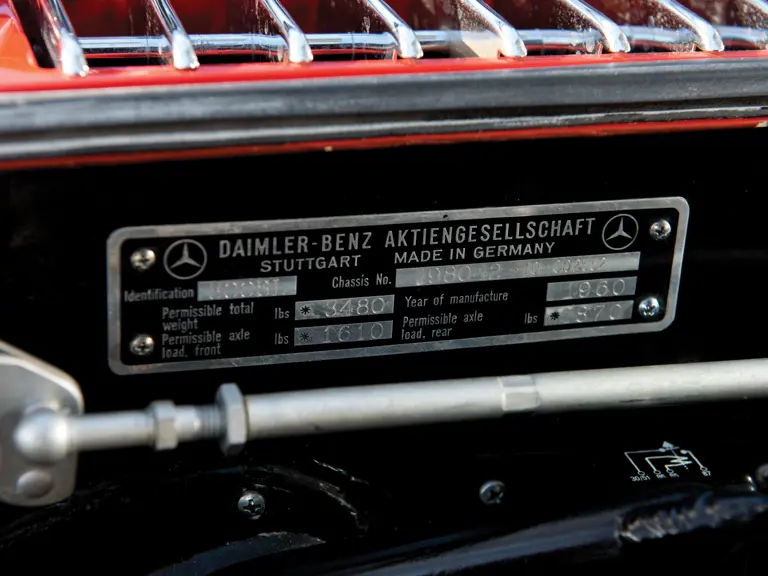 DAIMLER-BENZ AKTIENGESELLSCHAFT
STUTTGART MADE IN GERMANY
Identification Chassis No.
Permissible total weight lbs * 3480 Year of manufacture 1960
Permissible axle load, front lbs * 1610 Permissible axle load, rear lbs * 1870